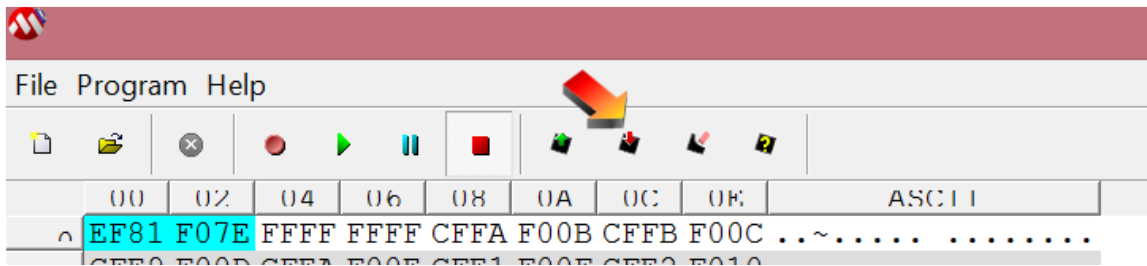 File Program Help
00 02 04 06 08 0A 0C 0E ASCII
EF81 F07E FFFF FFFF CFFA F00B CFFB F00C ..~..... ........